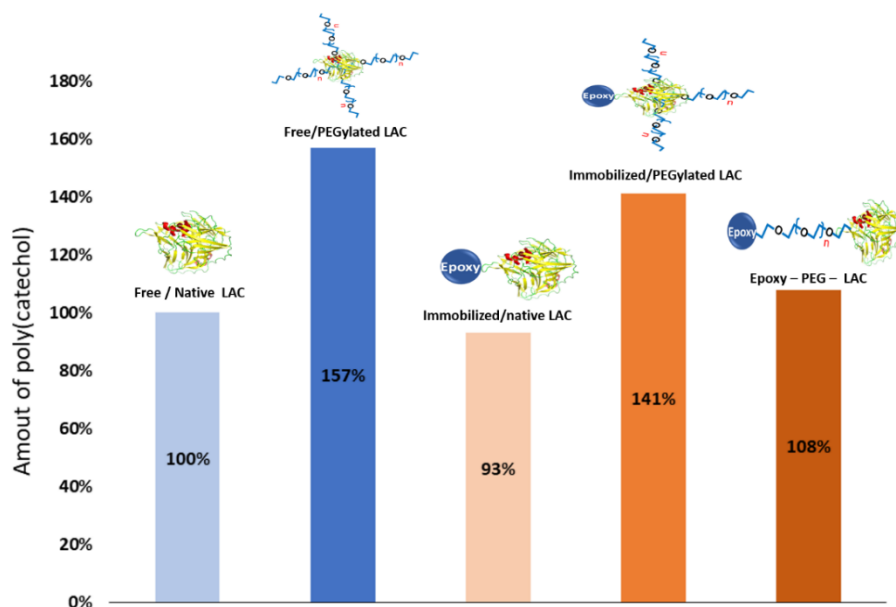 Amout of poly(catechol)
180%
160%
140%
120%
100%
80%
60%
40%
20%
0%
Free / Native LAC
100%
n
n
n
n
Free/PEGylated LAC
157%
Epoxy
Immobilized/native LAC
93%
Epoxy
n
n
n
Immobilized/PEGylated LAC
141%
Epoxy
n
Epoxy – PEG – LAC
108%